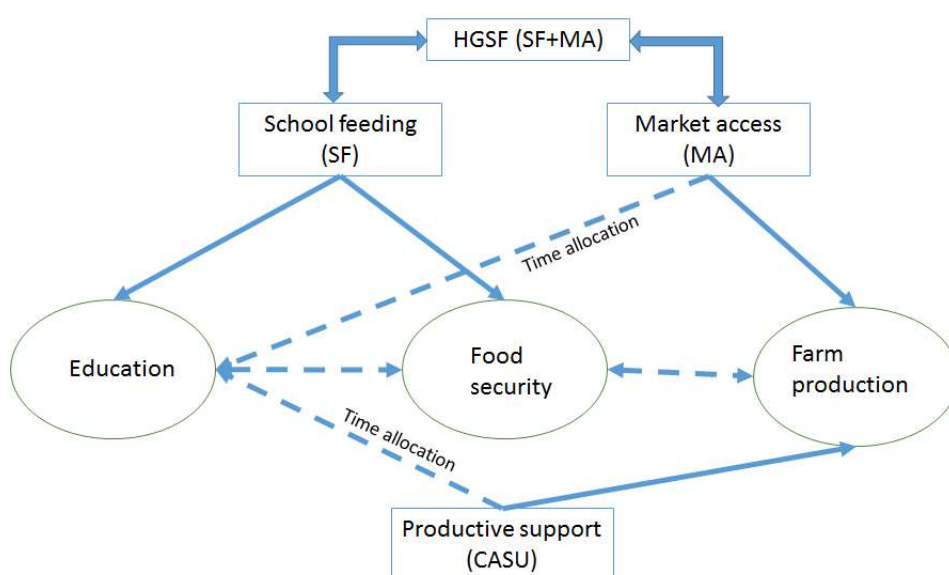 HGSF (SF+MA)
School feeding
(SF)
Market access
(MA)
Time allocation
Education
Food
security
Farm
production
Time allocation
Productive support
(CASU)